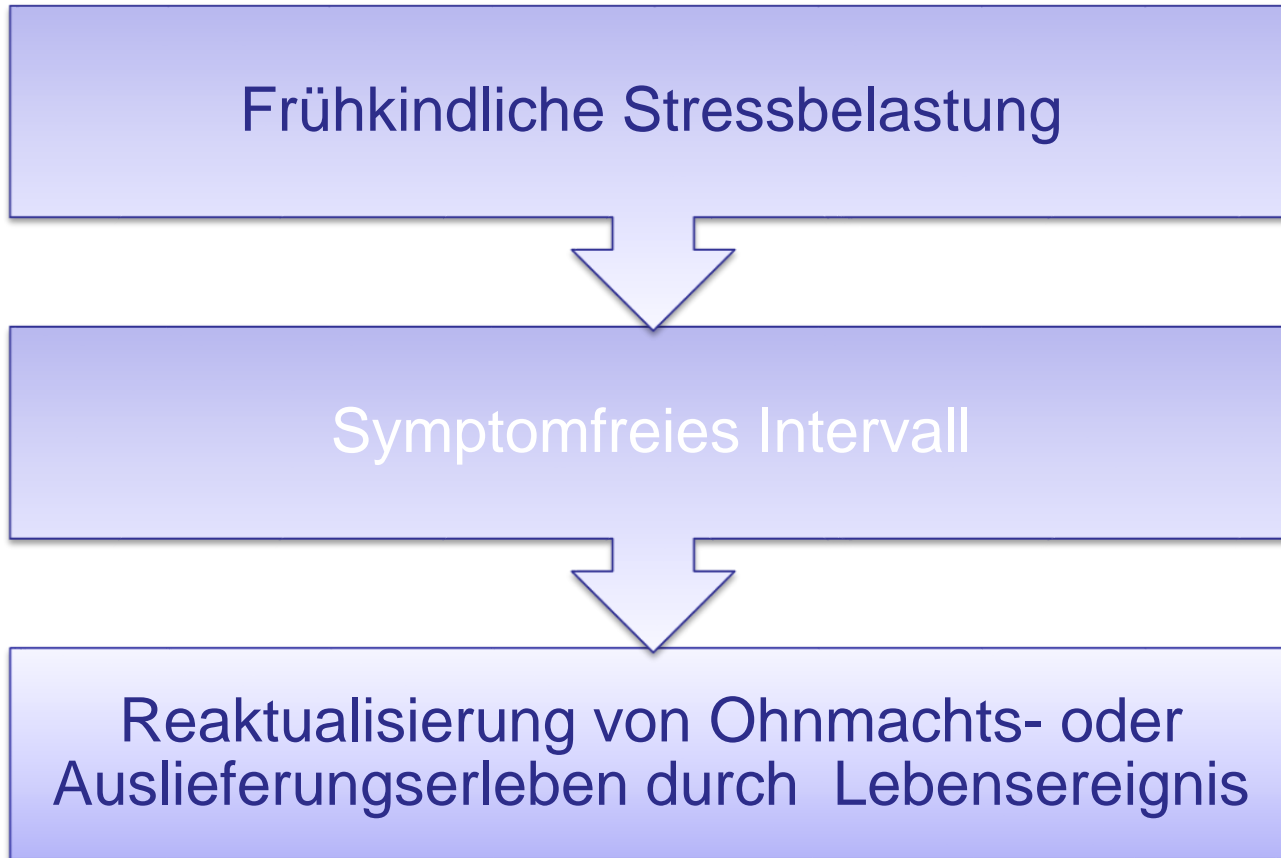 Frühkindliche Stressbelastung
Symptomfreies Intervall
Reaktualisierung von Ohnmachts- oder
Auslieferungserleben durch  Lebensereignis